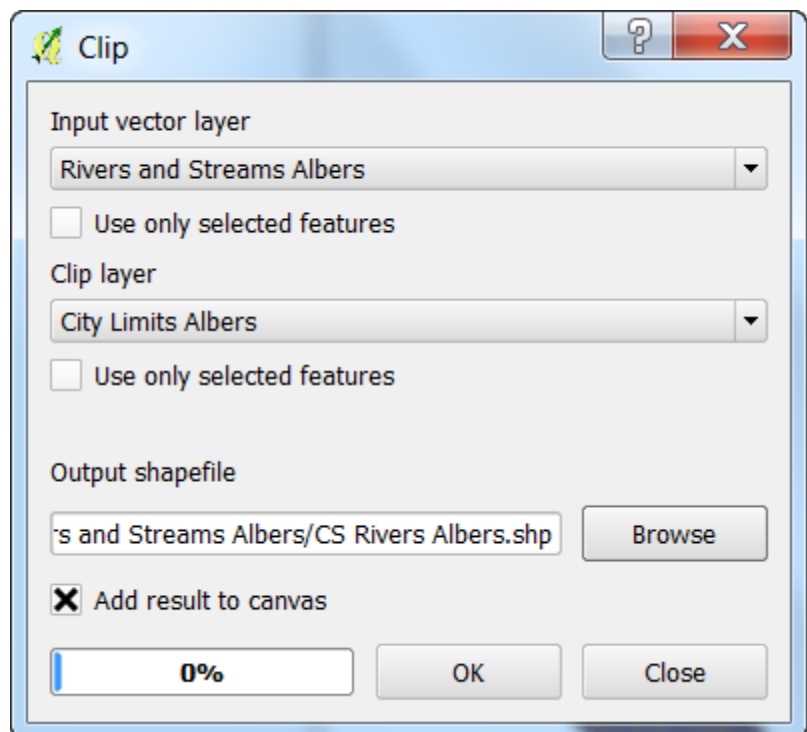 Clip
Input vector layer
Rivers and Streams Albers
Use only selected features
Clip layer
City Limits Albers
Use only selected features
Output shapefile
rs and Streams Albers/CS Rivers Albers.shp Browse
Add result to canvas
0% OK Close